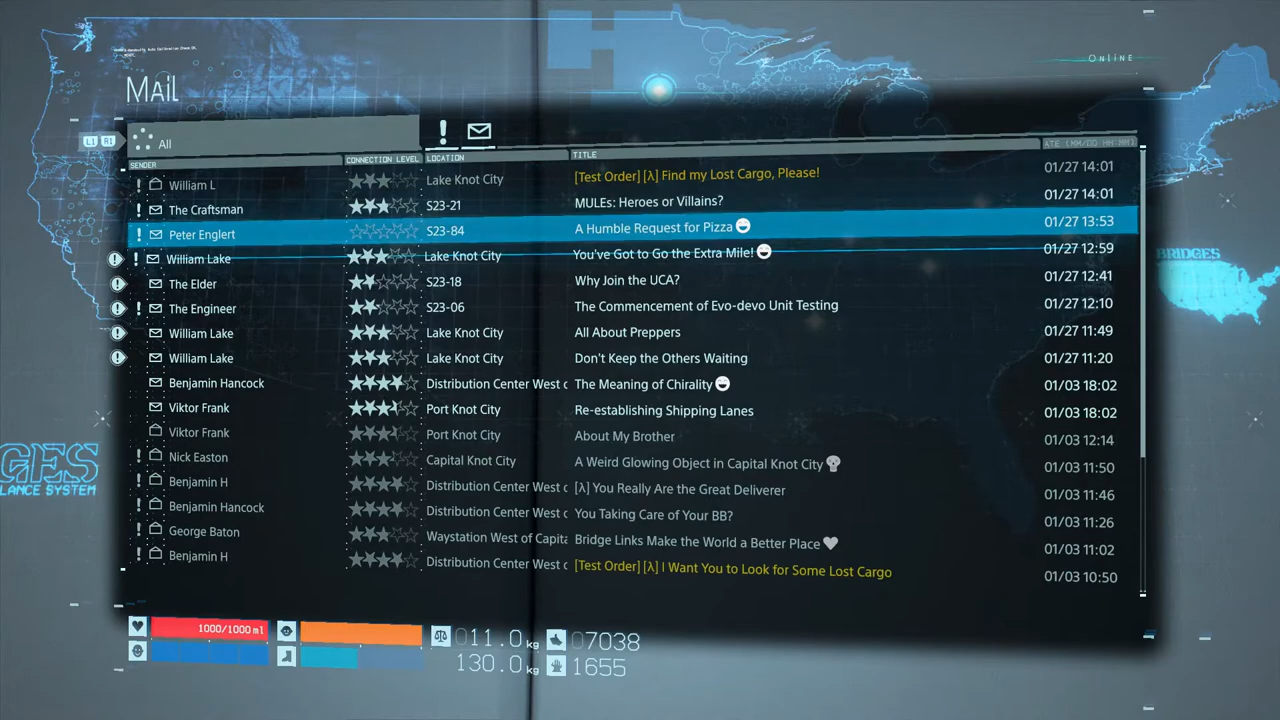 Online
Mail
L1 R1 All
SENDER CONNECTION LEVEL LOCATION TITLE ATE (MM/DD HH:MM)
William L Lake Knot City [Test Order] [λ] Find my Lost Cargo, Please! 01/27 14:01
The Craftsman S23-21 MULEs: Heroes or Villains? 01/27 14:01
Peter Englert S23-84 A Humble Request for Pizza 01/27 13:53
William Lake Lake Knot City You've Got to Go the Extra Mile! 01/27 12:59
The Elder S23-18 Why Join the UCA? 01/27 12:41
The Engineer S23-06 The Commencement of Evo-devo Unit Testing 01/27 12:10
William Lake Lake Knot City All About Preppers 01/27 11:49
William Lake Lake Knot City Don't Keep the Others Waiting 01/27 11:20
Benjamin Hancock Distribution Center West c The Meaning of Chirality 01/03 18:02
Viktor Frank Port Knot City Re-establishing Shipping Lanes 01/03 18:02
Viktor Frank Port Knot City About My Brother 01/03 12:14
Nick Easton Capital Knot City A Weird Glowing Object in Capital Knot City 01/03 11:50
Benjamin H Distribution Center West c [λ] You Really Are the Great Deliverer 01/03 11:46
Benjamin Hancock Distribution Center West c You Taking Care of Your BB? 01/03 11:26
George Baton Waystation West of Capita Bridge Links Make the World a Better Place 01/03 11:02
Benjamin H Distribution Center West c [Test Order] [λ] I Want You to Look for Some Lost Cargo 01/03 10:50
BRIDGES
GES
LANCE SYSTEM
1000/1000 ml 011.0 kg 07038
130.0 kg 1655